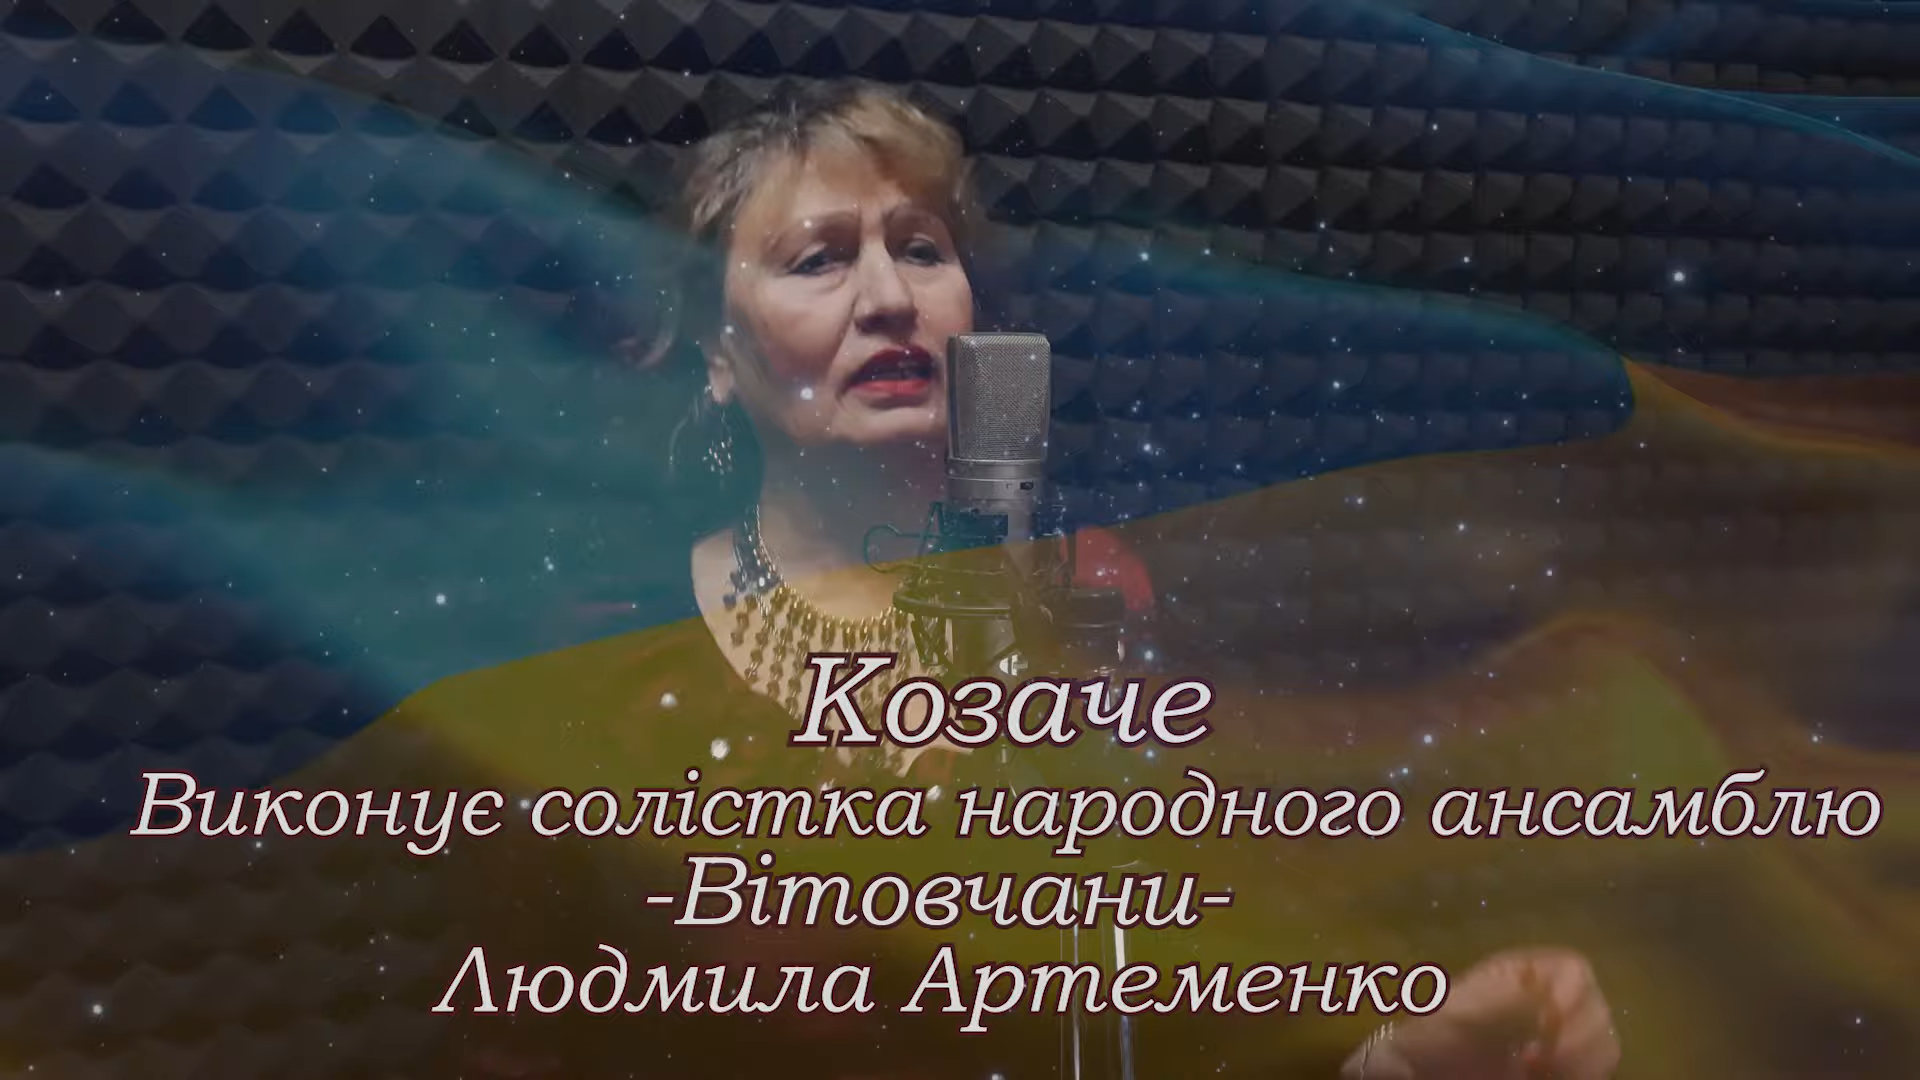 Козаче
Виконує солістка народного ансамблю
-Вітовчани-
Людмила Артеменко